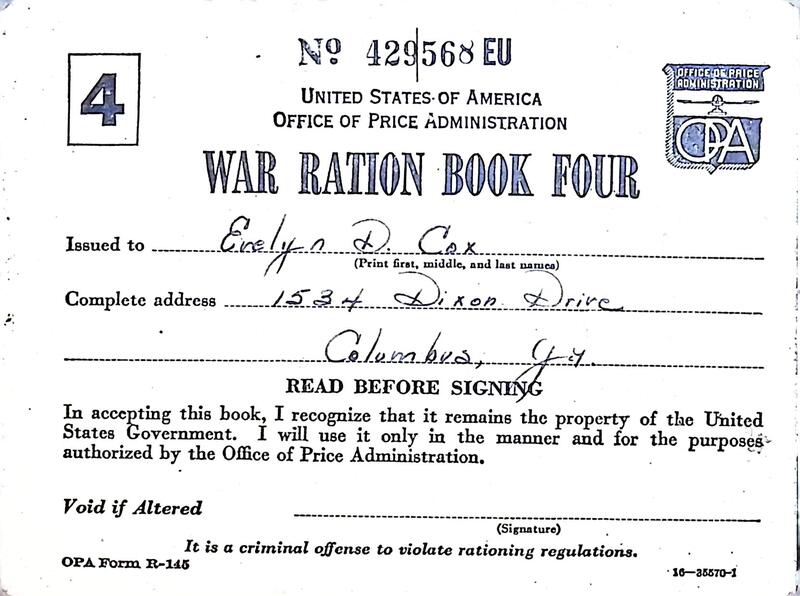 4
Nº 429568 EU
OFFICE OF PRICE
ADMINISTRATION
OPA
UNITED STATES OF AMERICA
OFFICE OF PRICE ADMINISTRATION
WAR RATION BOOK FOUR
Issued to Evelyn D. Cox
(Print first, middle, and last names)
Complete address 1534 Dixon Drive
Columbus, Ga.
READ BEFORE SIGNING
In accepting this book, I recognize that it remains the property of the United
States Government. I will use it only in the manner and for the purposes
authorized by the Office of Price Administration.
Void if Altered
(Signature)
It is a criminal offense to violate rationing regulations.
OPA Form R-145
16—35570-1